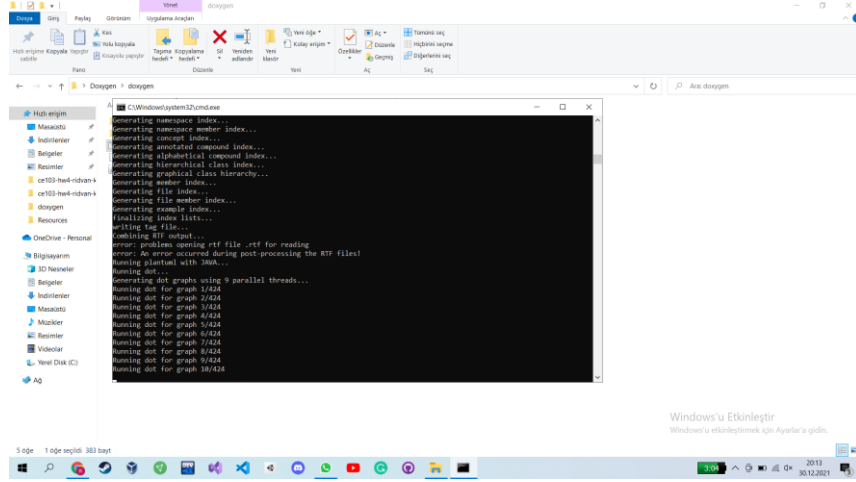 Yönet
doxygen
Dosya Giriş Paylaş Görünüm Uygulama Araçları
Hızlı erişime sabitle
Kopyala
Yapıştır
Kes
Yolu kopyala
Kısayolu yapıştır
Taşıma hedefi
Kopyalama hedefi
Sil
Yeniden adlandır
Yeni klasör
Yeni öğe
Kolay erişim
Özellikler
Aç
Düzenle
Geçmiş
Tümünü seç
Hiçbirini seçme
Diğerlerini seç
Pano Düzenle Yeni Aç Seç
Doxygen > doxygen
Ara: doxygen
Hızlı erişim
Masaüstü
İndirilenler
Belgeler
Resimler
ce103-hw4-ridvan-k
ce103-hw4-ridvan-k
doxygen
Resources
OneDrive - Personal
Bilgisayarım
3D Nesneler
Belgeler
İndirilenler
Masaüstü
Müzikler
Resimler
Videolar
Yerel Disk (C:)
Ağ
C:\Windows\system32\cmd.exe
Generating namespace index...
Generating namespace member index...
Generating concept index...
Generating annotated compound index...
Generating alphabetical compound index...
Generating hierarchical class index...
Generating graphical class hierarchy...
Generating member index...
Generating file index...
Generating file member index...
Generating example index...
finalizing index lists...
writing tag file...
Combining RTF output...
error: problems opening rtf file .rtf for reading
error: An error occurred during post-processing the RTF files!
Running plantuml with JAVA...
Running dot...
Generating dot graphs using 9 parallel threads...
Running dot for graph 1/424
Running dot for graph 2/424
Running dot for graph 3/424
Running dot for graph 4/424
Running dot for graph 5/424
Running dot for graph 6/424
Running dot for graph 7/424
Running dot for graph 8/424
Running dot for graph 9/424
Running dot for graph 10/424
Windows'u Etkinleştir
Windows'u etkinleştirmek için Ayarlar'a gidin.
5 öğe 1 öğe seçildi 383 bayt
3:04
20:13
30.12.2021